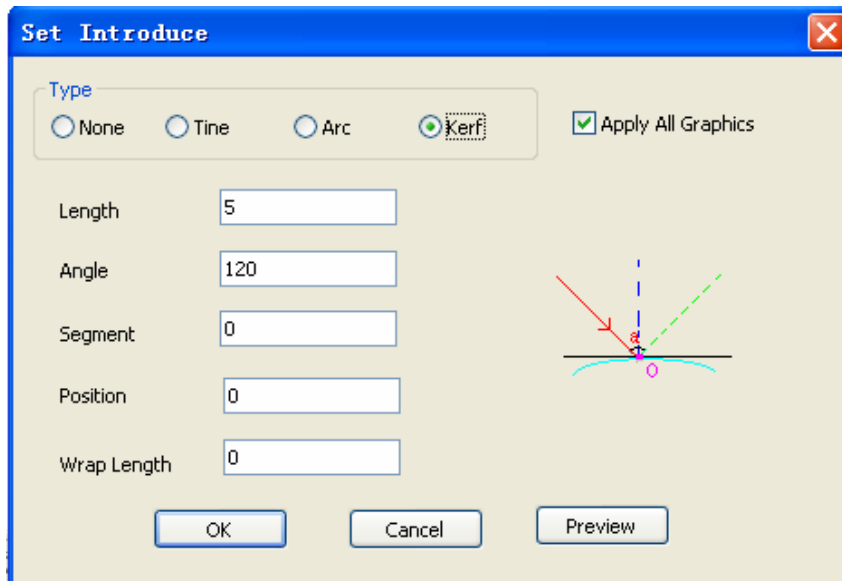 Set Introduce
Type
None Tine Arc Kerf
Apply All Graphics
Length 5
Angle 120
Segment 0
Position 0
Wrap Length 0
a
O
OK Cancel Preview